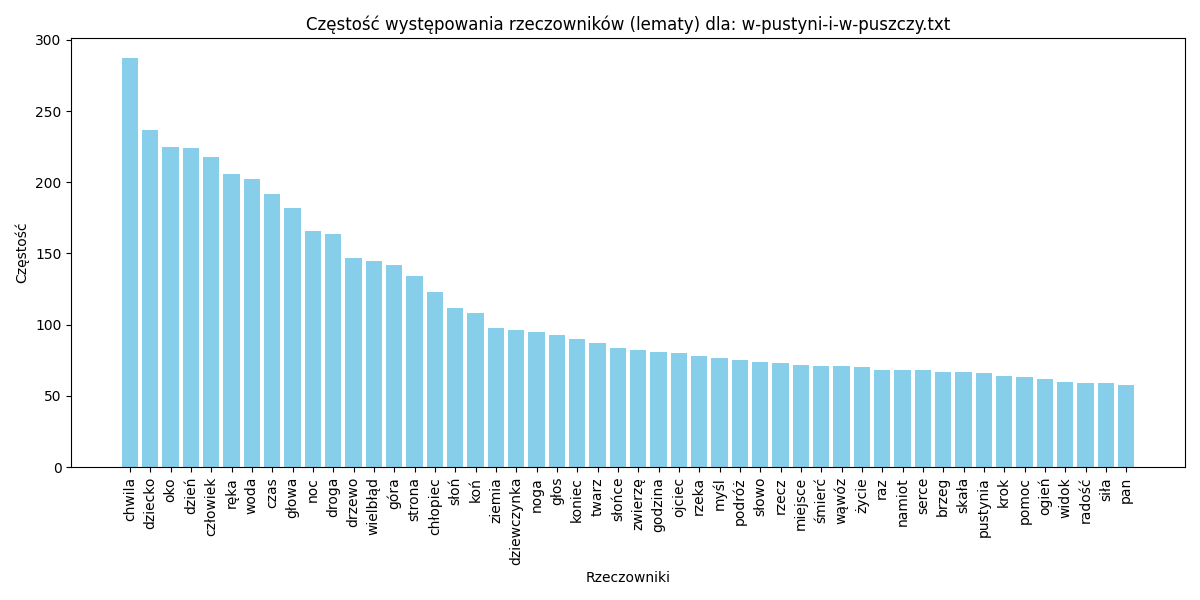 Częstość występowania rzeczowników (lematy) dla: w-pustyni-i-w-puszczy.txt
300
250
200
150
100
50
0
Częstość
chwila
dziecko
oko
dzień
człowiek
ręka
woda
czas
głowa
noc
droga
drzewo
wielbłąd
góra
strona
chłopiec
słoń
koń
ziemia
dziewczynka
noga
głos
koniec
twarz
słońce
zwierzę
godzina
ojciec
rzeka
myśl
podróż
słowo
rzecz
miejsce
śmierć
wąwóz
życie
raz
namiot
serce
brzeg
skała
pustynia
krok
pomoc
ogień
widok
radość
siła
pan
Rzeczowniki